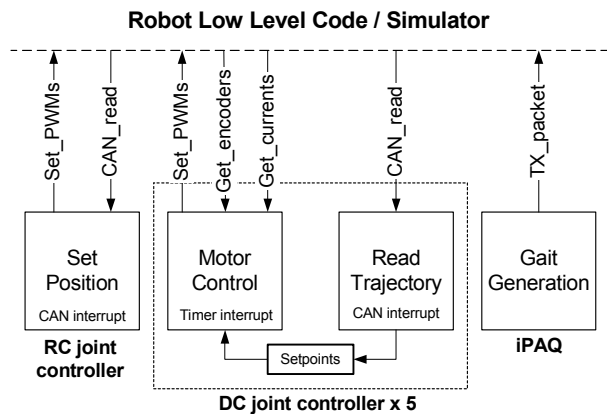 Robot Low Level Code / Simulator
Set_PWMs
CAN_read
Set_PWMs
Get_encoders
Get_currents
CAN_read
TX_packet
Set
Position
CAN interrupt
RC joint
controller
Motor
Control
Timer interrupt
Read
Trajectory
CAN interrupt
Setpoints
DC joint controller x 5
Gait
Generation
iPAQ